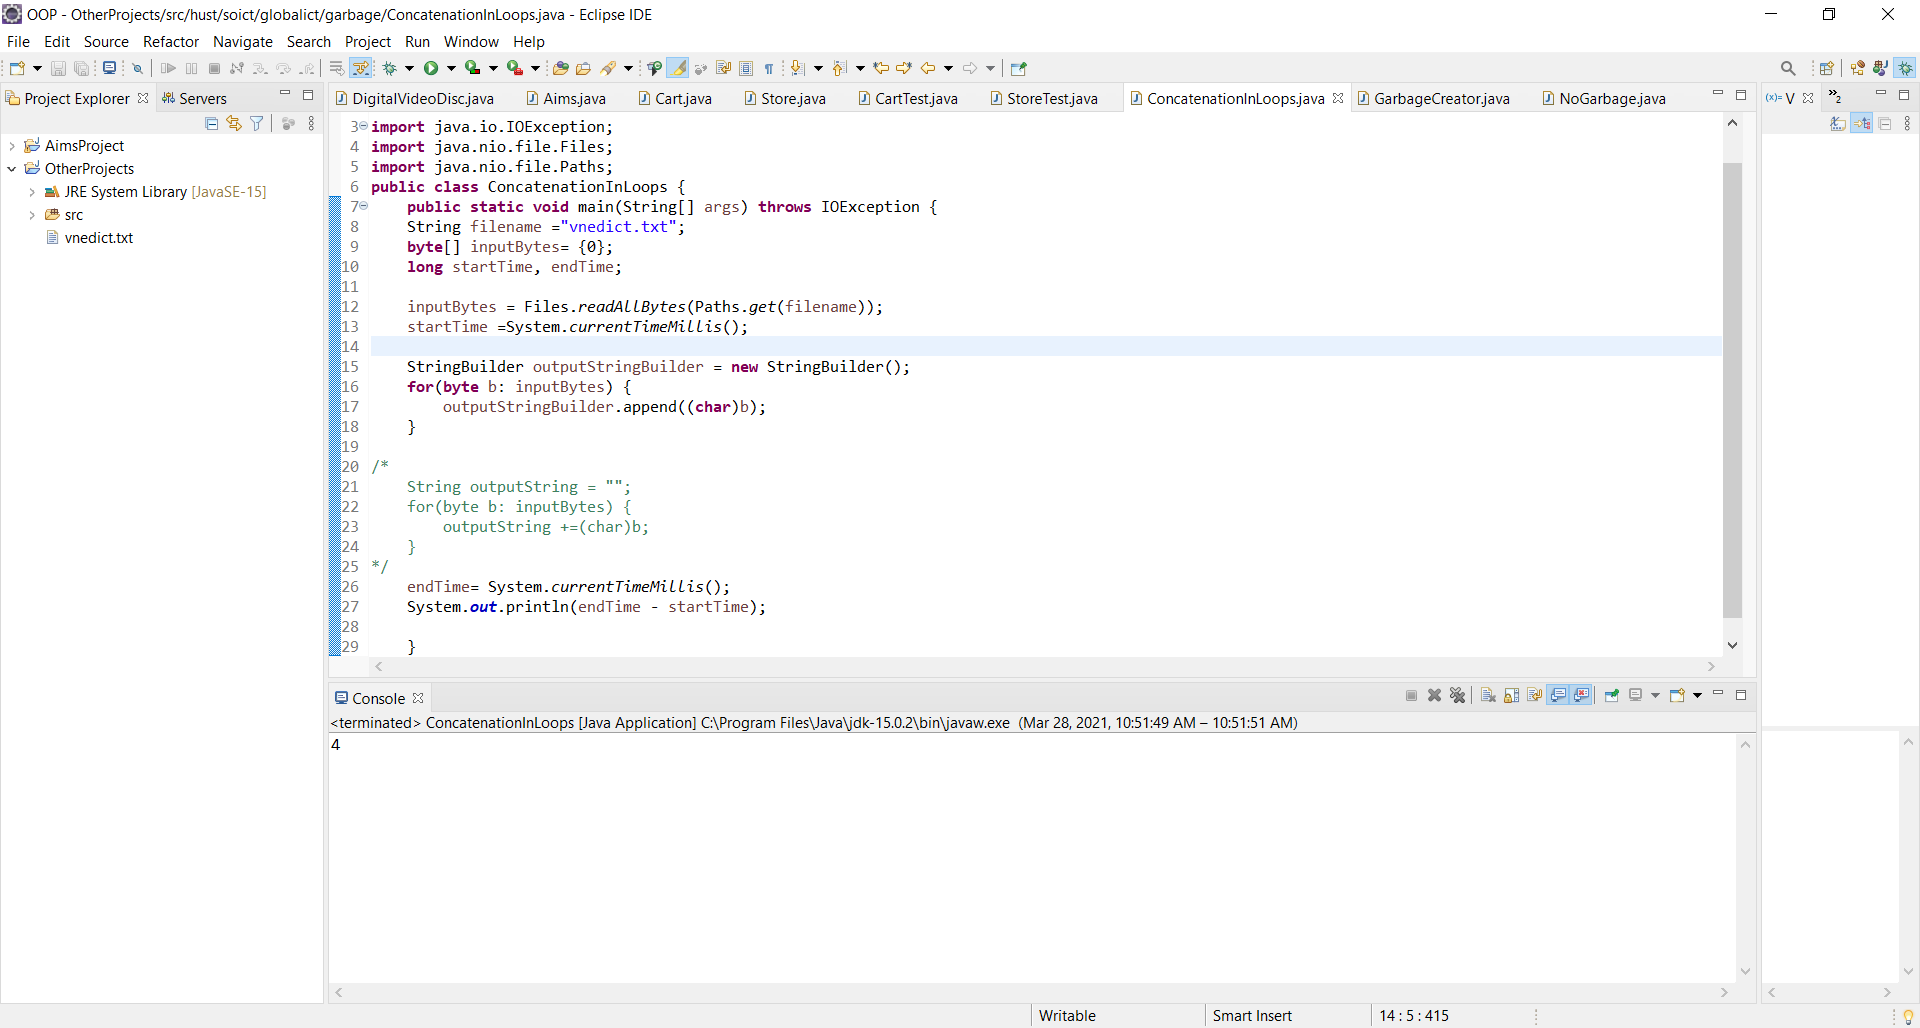 OOP - OtherProjects/src/hust/soict/globalict/garbage/ConcatenationInLoops.java - Eclipse IDE
File Edit Source Refactor Navigate Search Project Run Window Help
Project Explorer Servers
DigitalVideoDisc.java Aims.java Cart.java Store.java CartTest.java StoreTest.java ConcatenationInLoops.java GarbageCreator.java NoGarbage.java
(x)= V »2
AimsProject
OtherProjects
JRE System Library [JavaSE-15]
src
vnedict.txt
3 import java.io.IOException;
4 import java.nio.file.Files;
5 import java.nio.file.Paths;
6 public class ConcatenationInLoops {
7 public static void main(String[] args) throws IOException {
8 String filename ="vnedict.txt";
9 byte[] inputBytes= {0};
10 long startTime, endTime;
11
12 inputBytes = Files.readAllBytes(Paths.get(filename));
13 startTime =System.currentTimeMillis();
14
15 StringBuilder outputStringBuilder = new StringBuilder();
16 for(byte b: inputBytes) {
17 outputStringBuilder.append((char)b);
18 }
19
20 /*
21 String outputString = "";
22 for(byte b: inputBytes) {
23 outputString +=(char)b;
24 }
25 */
26 endTime= System.currentTimeMillis();
27 System.out.println(endTime - startTime);
28
29 }
Console
<terminated> ConcatenationInLoops [Java Application] C:\Program Files\Java\jdk-15.0.2\bin\javaw.exe (Mar 28, 2021, 10:51:49 AM – 10:51:51 AM)
4
Writable Smart Insert 14 : 5 : 415